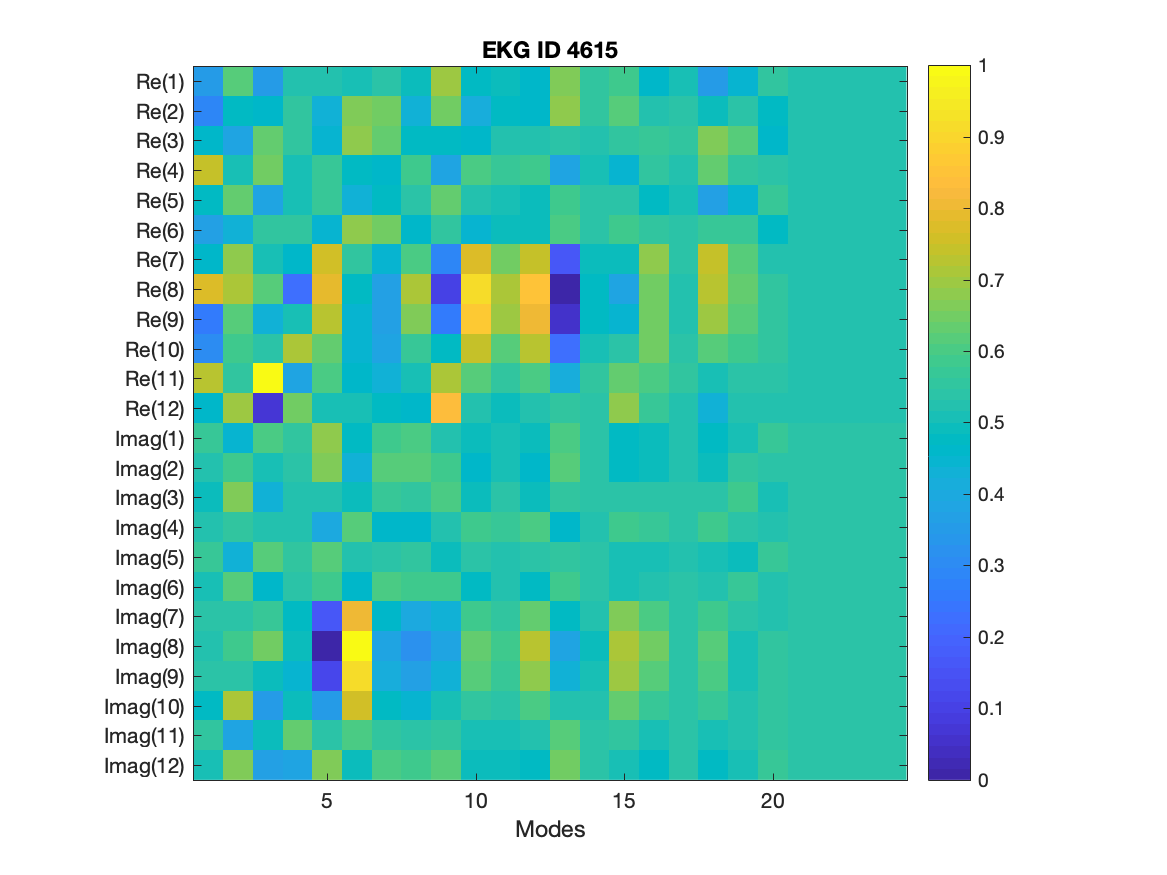 EKG ID 4615
Re(1)
Re(2)
Re(3)
Re(4)
Re(5)
Re(6)
Re(7)
Re(8)
Re(9)
Re(10)
Re(11)
Re(12)
Imag(1)
Imag(2)
Imag(3)
Imag(4)
Imag(5)
Imag(6)
Imag(7)
Imag(8)
Imag(9)
Imag(10)
Imag(11)
Imag(12)
5 10 15 20
Modes
1
0.9
0.8
0.7
0.6
0.5
0.4
0.3
0.2
0.1
0